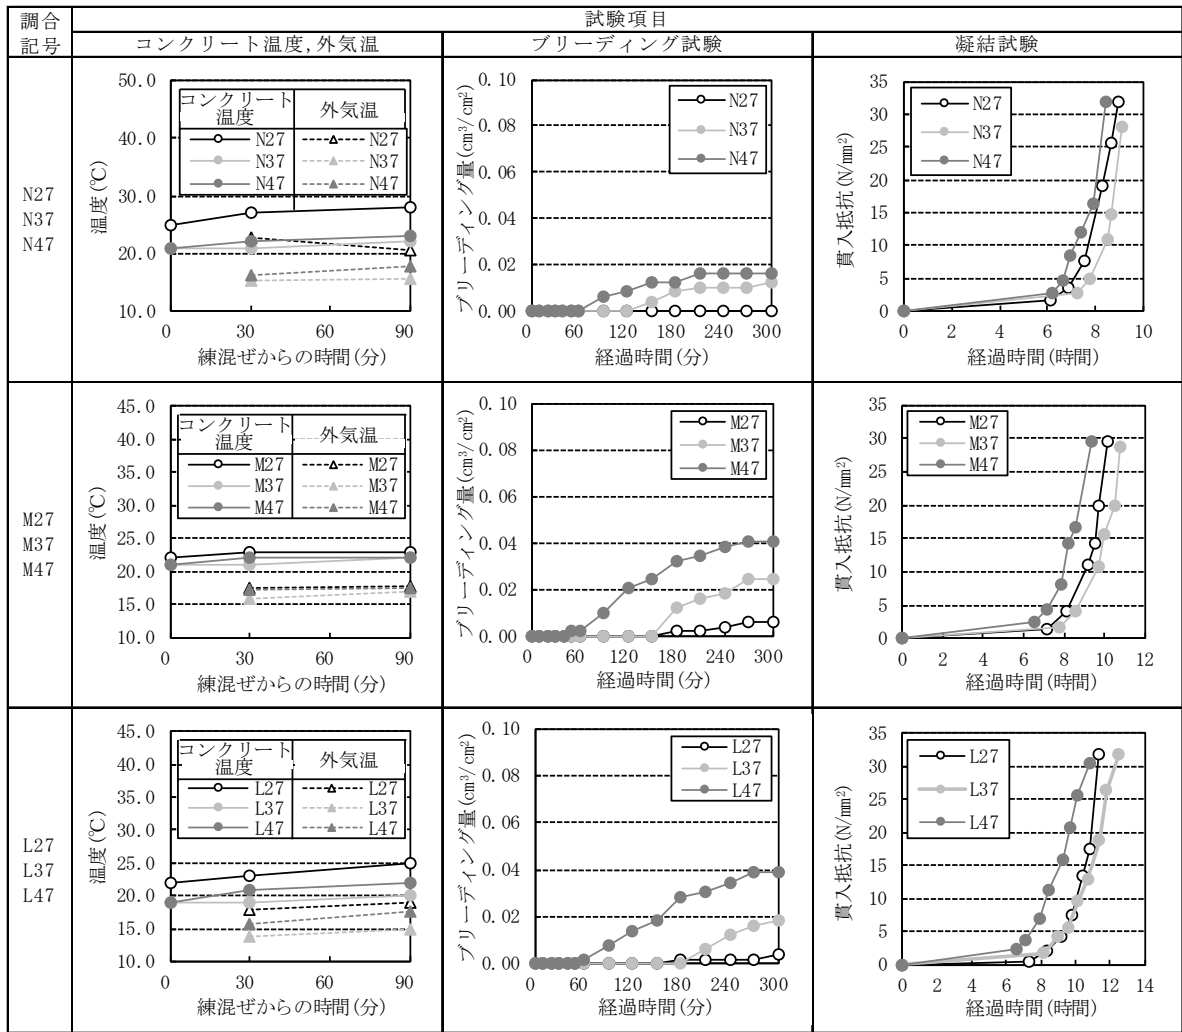 調合
記号
試験項目
コンクリート温度, 外気温
ブリーディング試験
凝結試験
N27
N37
N47
温度(℃)
50.0
40.0
30.0
20.0
10.0
コンクリート
温度
外気温
N27
N37
N47
N27
N37
N47
0
30
60
90
練混ぜからの時間(分)
ブリーディング量(cm³/cm²)
0.10
0.08
0.06
0.04
0.02
0.00
N27
N37
N47
0
60
120
180
240
300
経過時間(分)
貫入抵抗(N/mm²)
35
30
25
20
15
10
5
0
N27
N37
N47
0
2
4
6
8
10
経過時間(時間)
M27
M37
M47
温度(℃)
45.0
40.0
35.0
30.0
25.0
20.0
15.0
10.0
コンクリート
温度
外気温
M27
M37
M47
M27
M37
M47
0
30
60
90
練混ぜからの時間(分)
ブリーディング量(cm³/cm²)
0.10
0.08
0.06
0.04
0.02
0.00
M27
M37
M47
0
60
120
180
240
300
経過時間(分)
貫入抵抗(N/mm²)
35
30
25
20
15
10
5
0
M27
M37
M47
0
2
4
6
8
10
12
経過時間(時間)
L27
L37
L47
温度(℃)
45.0
40.0
35.0
30.0
25.0
20.0
15.0
10.0
コンクリート
温度
外気温
L27
L37
L47
L27
L37
L47
0
30
60
90
練混ぜからの時間(分)
ブリーディング量(cm³/cm²)
0.10
0.08
0.06
0.04
0.02
0.00
L27
L37
L47
0
60
120
180
240
300
経過時間(分)
貫入抵抗(N/mm²)
35
30
25
20
15
10
5
0
L27
L37
L47
0
2
4
6
8
10
12
14
経過時間(時間)